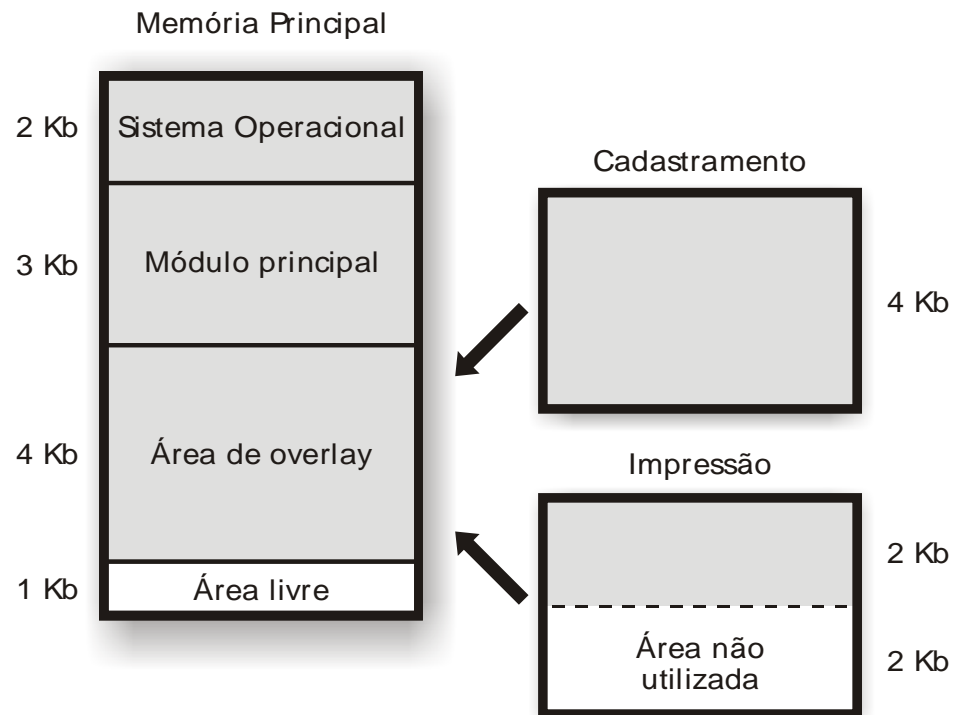 Memória Principal
2 Kb
Sistema Operacional
3 Kb
Módulo principal
4 Kb
Área de overlay
1 Kb
Área livre
Cadastramento
4 Kb
Impressão
2 Kb
Área não
utilizada
2 Kb